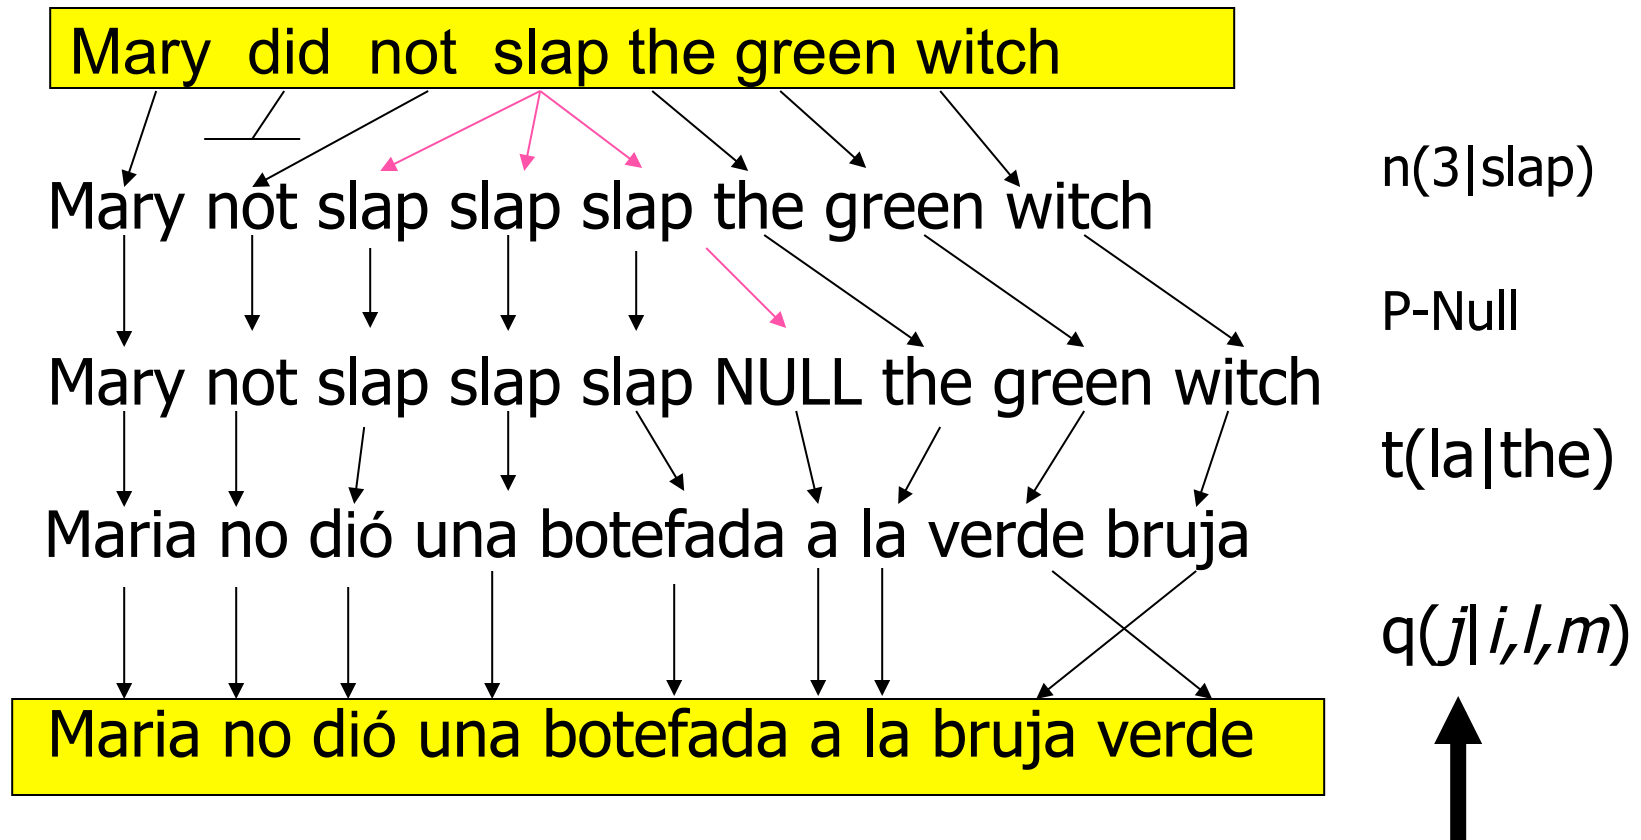 Mary did not slap the green witch
n(3|slap)
Mary not slap slap slap the green witch
P-Null
Mary not slap slap slap NULL the green witch
t(la|the)
Maria no dió una botefada a la verde bruja
q(j|i,l,m)
Maria no dió una botefada a la bruja verde